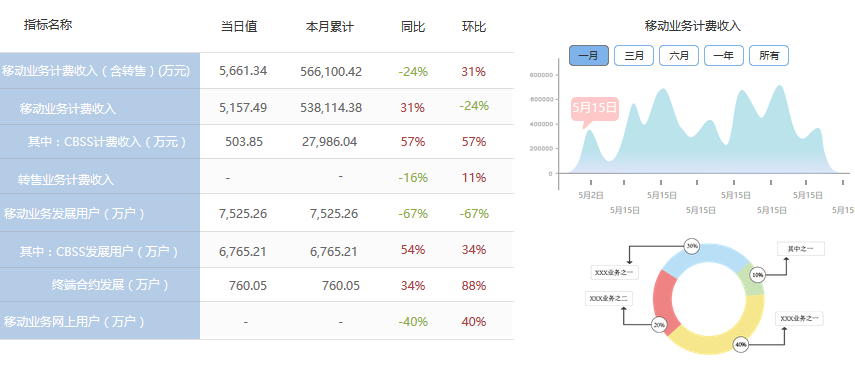 指标名称 当日值 本月累计 同比 环比
移动业务计费收入（含转售）(万元) 5,661.34 566,100.42 -24% 31%
移动业务计费收入 5,157.49 538,114.38 31% -24%
其中：CBSS计费收入（万元） 503.85 27,986.04 57% 57%
转售业务计费收入 - - -16% 11%
移动业务发展用户（万户） 7,525.26 7,525.26 -67% -67%
其中：CBSS发展用户（万户） 6,765.21 6,765.21 54% 34%
终端合约发展（万户） 760.05 760.05 34% 88%
移动业务网上用户（万户） - - -40% 40%
移动业务计费收入
一月 三月 六月 一年 所有
800000
600000
400000
200000
0
5月15日
5月2日 5月15日 5月15日 5月15日
5月15日 5月15日 5月15日 5月15
30%
其中之一
XXX业务之一
10%
XXX业务之二
20%
XXX业务之一
40%